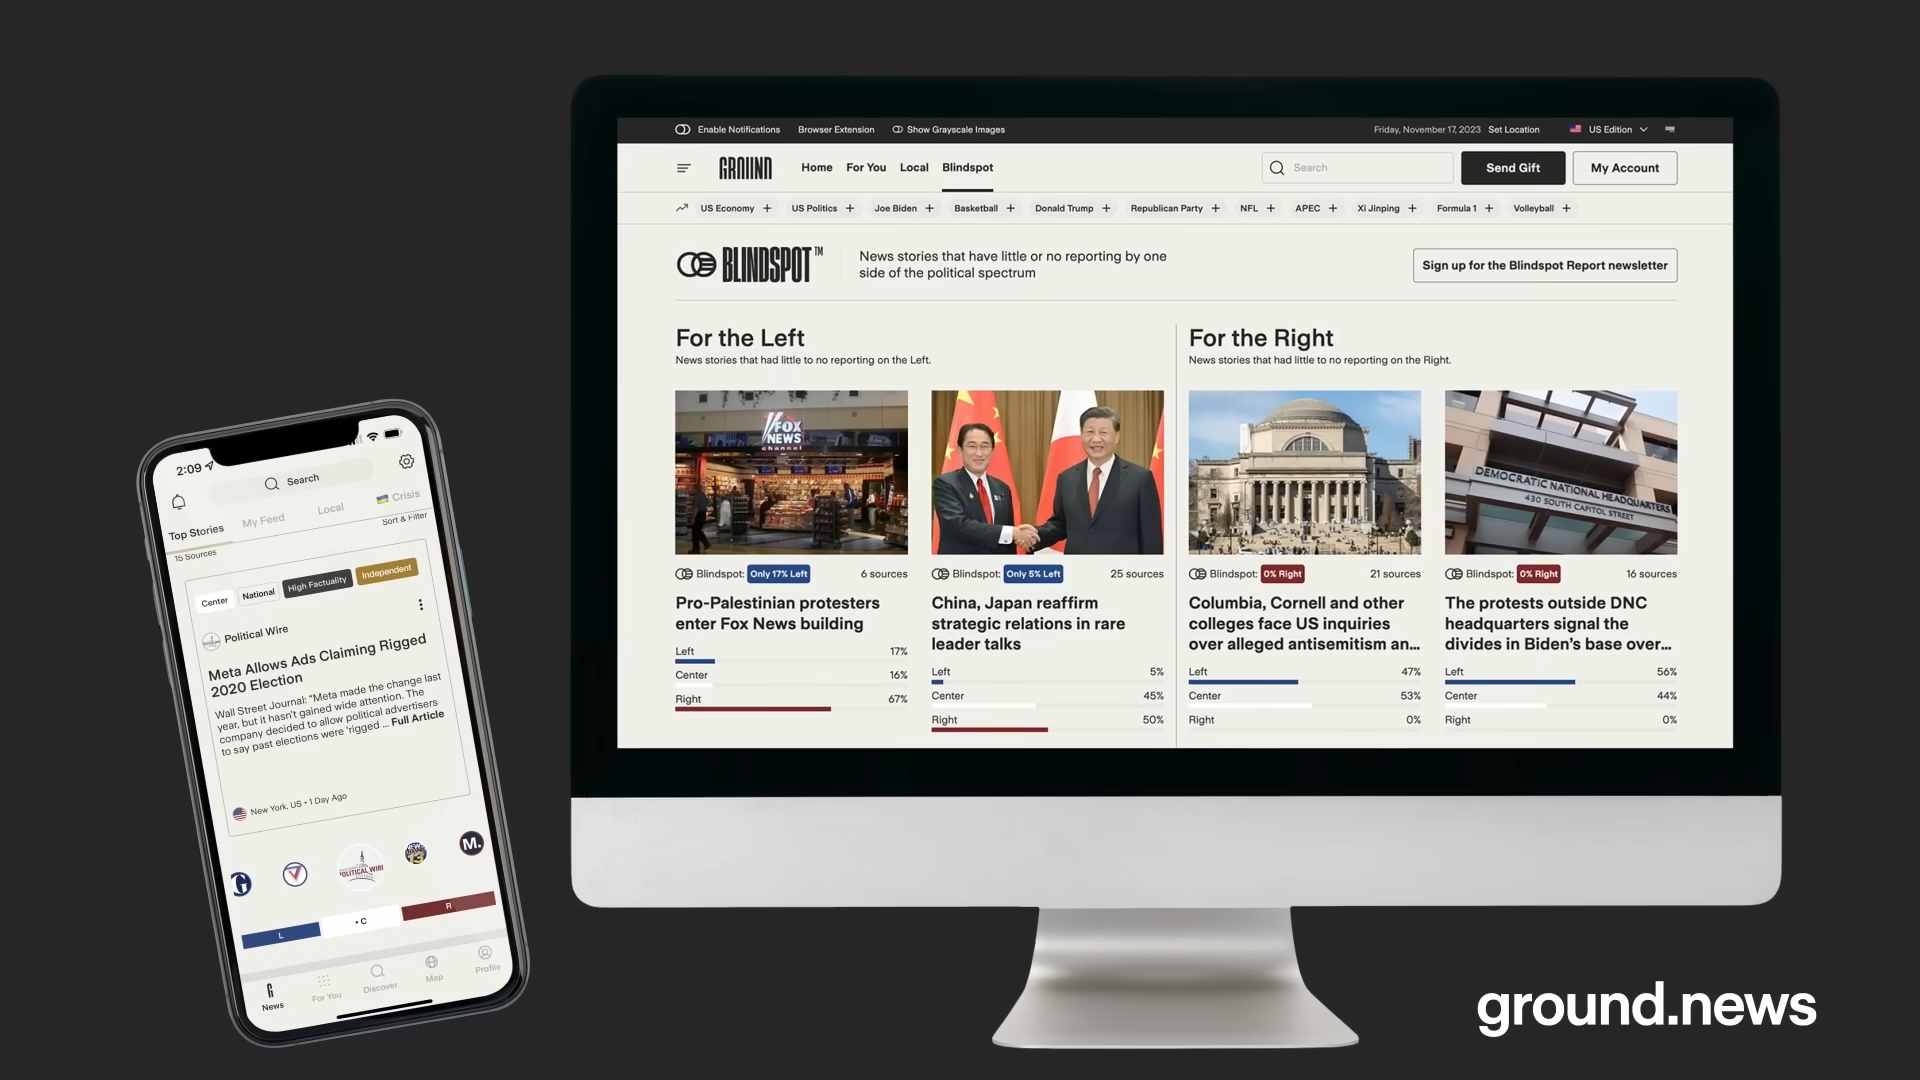 Enable Notifications
Browser Extension
Show Grayscale Images
Friday, November 17, 2023
Set Location
US Edition
GROUND
Home
For You
Local
Blindspot
Search
Send Gift
My Account
US Economy +
US Politics +
Joe Biden +
Basketball +
Donald Trump +
Republican Party +
NFL +
APEC +
Xi Jinping +
Formula 1 +
Volleyball +
BLINDSPOT™
News stories that have little or no reporting by one
side of the political spectrum
Sign up for the Blindspot Report newsletter
For the Left
News stories that had little to no reporting on the Left.
FOX
NEWS
channel
Blindspot: Only 17% Left
6 sources
Pro-Palestinian protesters
enter Fox News building
Left 17%
Center 16%
Right 67%
Blindspot: Only 5% Left
25 sources
China, Japan reaffirm
strategic relations in rare
leader talks
Left 5%
Center 45%
Right 50%
For the Right
News stories that had little to no reporting on the Right.
Blindspot: 0% Right
21 sources
Columbia, Cornell and other
colleges face US inquiries
over alleged antisemitism an...
Left 47%
Center 53%
Right 0%
DEMOCRATIC NATIONAL HEADQUARTERS
430 SOUTH CAPITOL STREET
Blindspot: 0% Right
16 sources
The protests outside DNC
headquarters signal the
divides in Biden's base over...
Left 56%
Center 44%
Right 0%
2:09
Search
Top Stories
My Feed
Local
Crisis
15 Sources
Sort & Filter
Center
National
High Factuality
Independent
Political Wire
Meta Allows Ads Claiming Rigged
2020 Election
Wall Street Journal: “Meta made the change last
year, but it hasn't gained wide attention. The
company decided to allow political advertisers
to say past elections were 'rigged ... Full Article
New York, US • 1 Day Ago
G
V
POLITICAL WIRE
13
M.
L
• C
R
News
For You
Discover
Map
Profile
ground.news